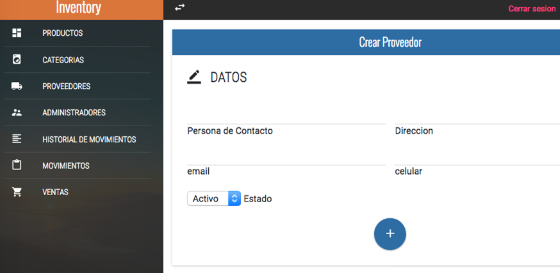 Inventory
Cerrar sesion
PRODUCTOS
CATEGORIAS
PROVEEDORES
ADMINISTRADORES
HISTORIAL DE MOVIMIENTOS
MOVIMIENTOS
VENTAS
Crear Proveedor
DATOS
Persona de Contacto
Direccion
email
celular
Activo Estado
+